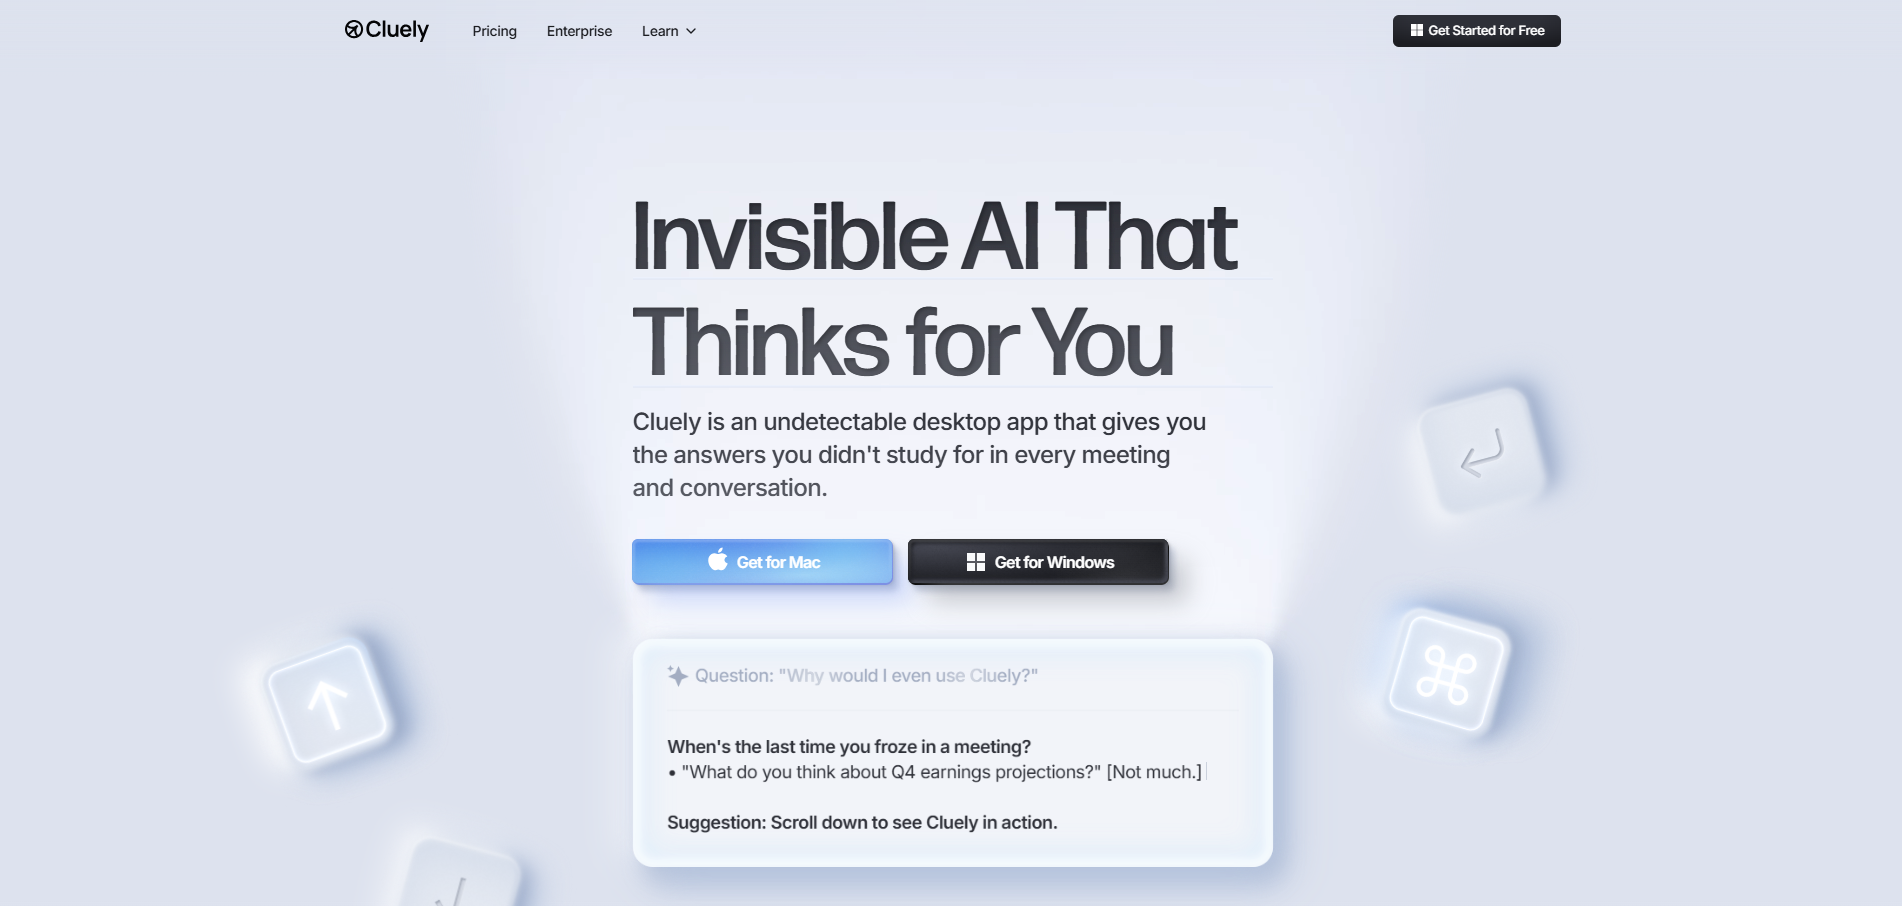 Cluely
Pricing
Enterprise
Learn
Get Started for Free
Invisible AI That
Thinks for You
Cluely is an undetectable desktop app that gives you
the answers you didn't study for in every meeting
and conversation.
Get for Mac
Get for Windows
Question: "Why would I even use Cluely?"
When's the last time you froze in a meeting?
• "What do you think about Q4 earnings projections?" [Not much.]
Suggestion: Scroll down to see Cluely in action.